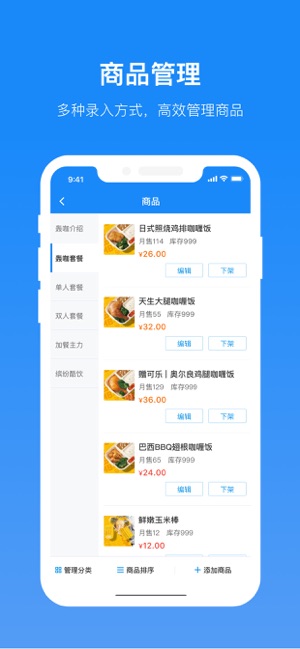 商品管理
多种录入方式，高效管理商品
9:41
商品
轰咖介绍
轰咖套餐
单人套餐
双人套餐
加餐主力
缤纷酷饮
日式照烧鸡排咖喱饭
月售114 库存999
¥26.00
编辑 下架
天生大腿咖喱饭
月售55 库存999
¥32.00
编辑 下架
赠可乐 | 奥尔良鸡腿咖喱饭
月售129 库存999
¥36.00
编辑 下架
巴西BBQ翅根咖喱饭
月售65 库存999
¥24.00
编辑 下架
鲜嫩玉米棒
月售12 库存999
¥12.00
管理分类 商品排序 添加商品